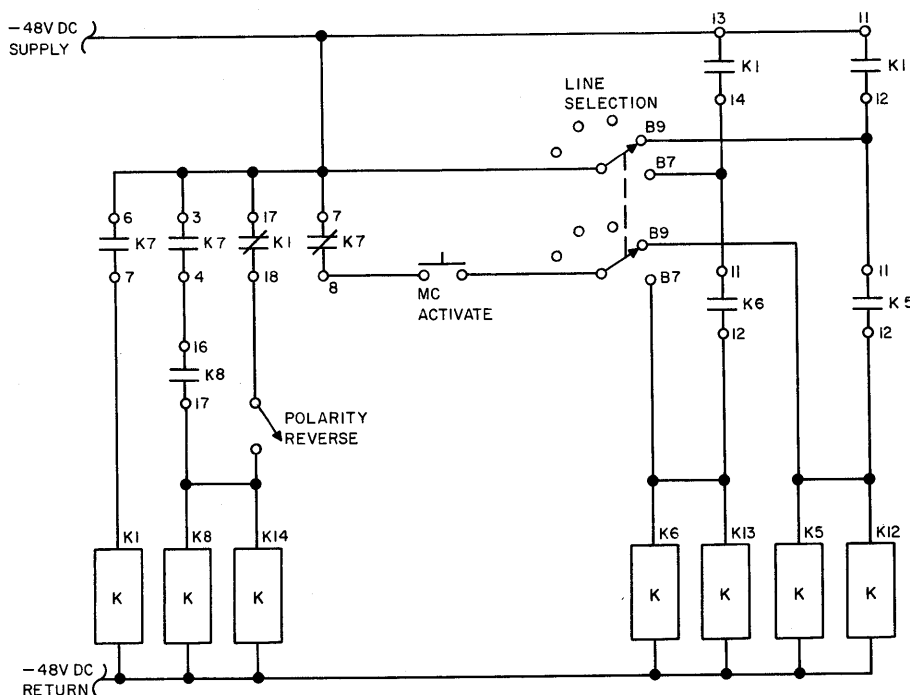 -48V DC
SUPPLY
13
11
K1
K1
LINE
SELECTION
14
12
B9
B7
6
3
17
7
K7
K7
K1
K7
B9
7
4
18
8
MC
ACTIVATE
B7
11
K6
12
11
K5
12
16
K8
17
POLARITY
REVERSE
K1
K8
K14
K6
K13
K5
K12
K
K
K
K
K
K
K
-48V DC
RETURN